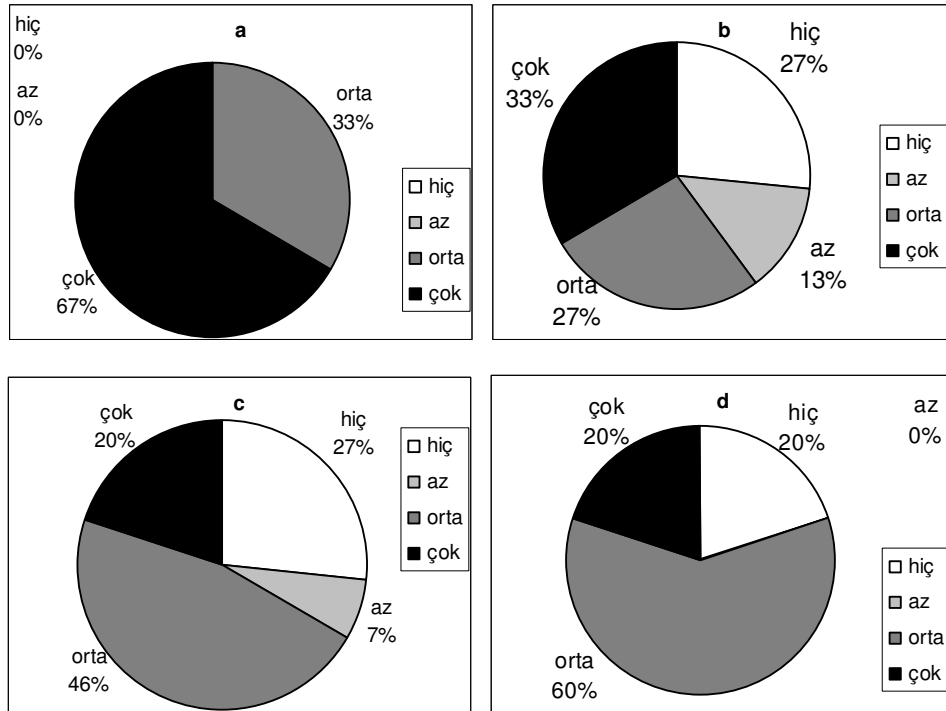 a
hiç
0%
az
0%
orta
33%
çok
67%
hiç
az
orta
çok
b
hiç
27%
çok
33%
az
13%
orta
27%
hiç
az
orta
çok
c
çok
20%
hiç
27%
az
7%
orta
46%
hiç
az
orta
çok
d
çok
20%
hiç
20%
az
0%
orta
60%
hiç
az
orta
çok